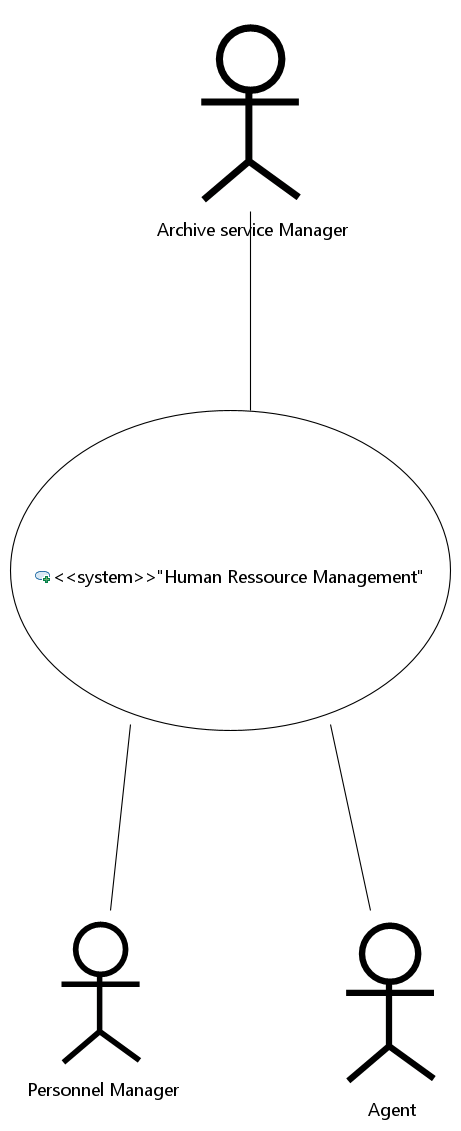 Archive service Manager
<<system>>"Human Ressource Management"
Personnel Manager
Agent